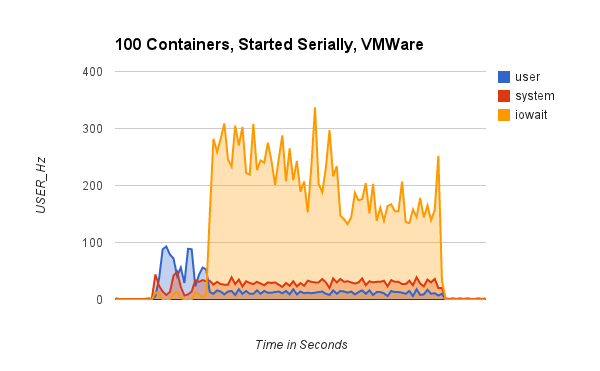 100 Containers, Started Serially, VMWare
400
300
200
100
0
USER_Hz
Time in Seconds
user
system
iowait